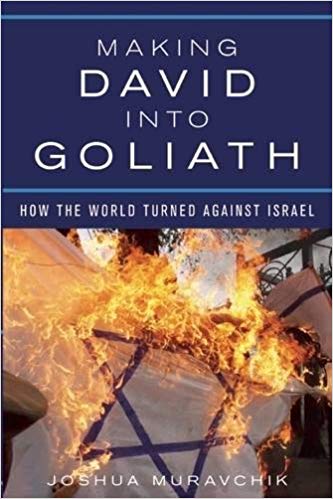 MAKING
DAVID
INTO
GOLIATH
HOW THE WORLD TURNED AGAINST ISRAEL
JOSHUA MURAVCHIK